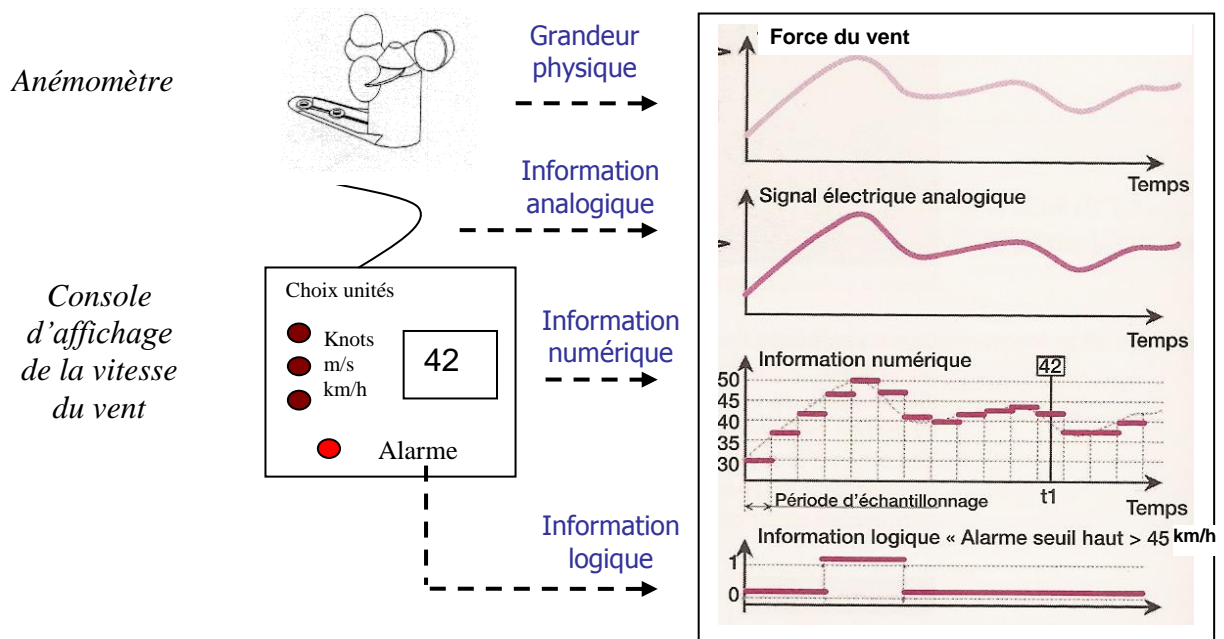 Anémomètre
Grandeur
physique
Force du vent
Temps
Information
analogique
Signal électrique analogique
Temps
Console
d'affichage
de la vitesse
du vent
Choix unités
Knots
m/s
km/h
42
Alarme
Information
numérique
Information numérique
42
50
45
40
35
30
t1
Période d'échantillonnage
Temps
Information
logique
Information logique « Alarme seuil haut > 45 km/h
1
0